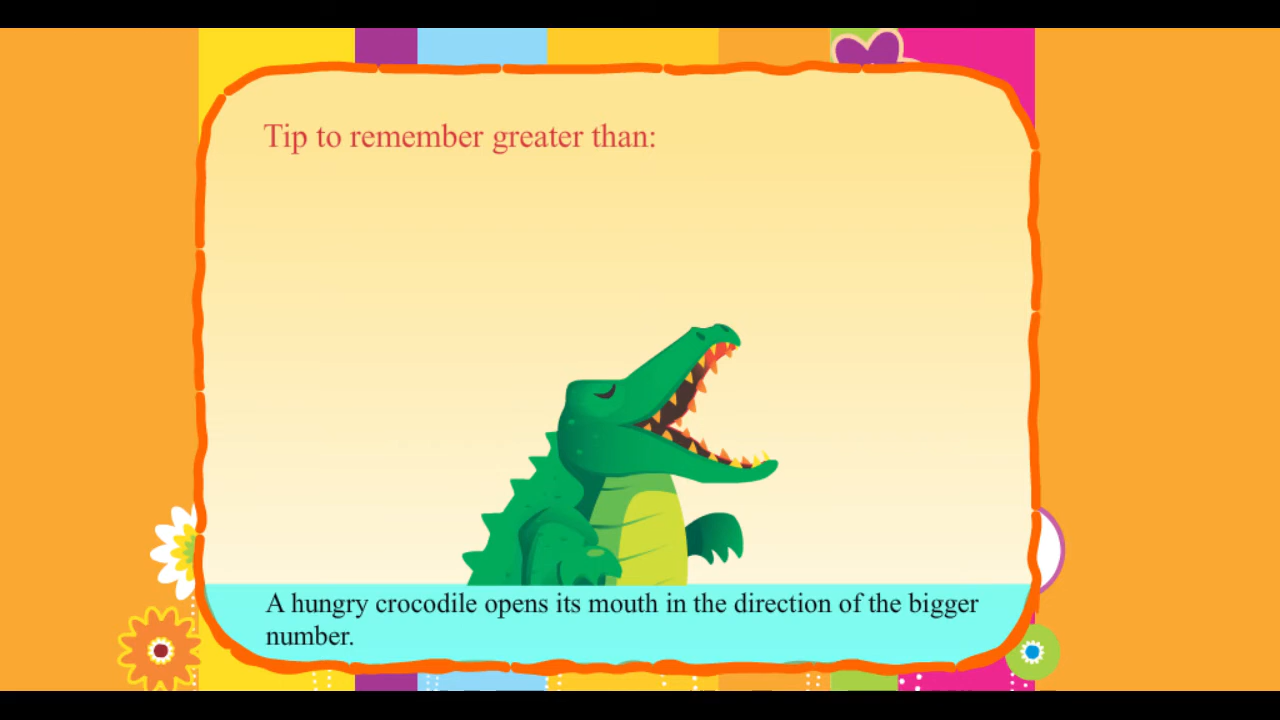 Tip to remember greater than:
A hungry crocodile opens its mouth in the direction of the bigger
number.